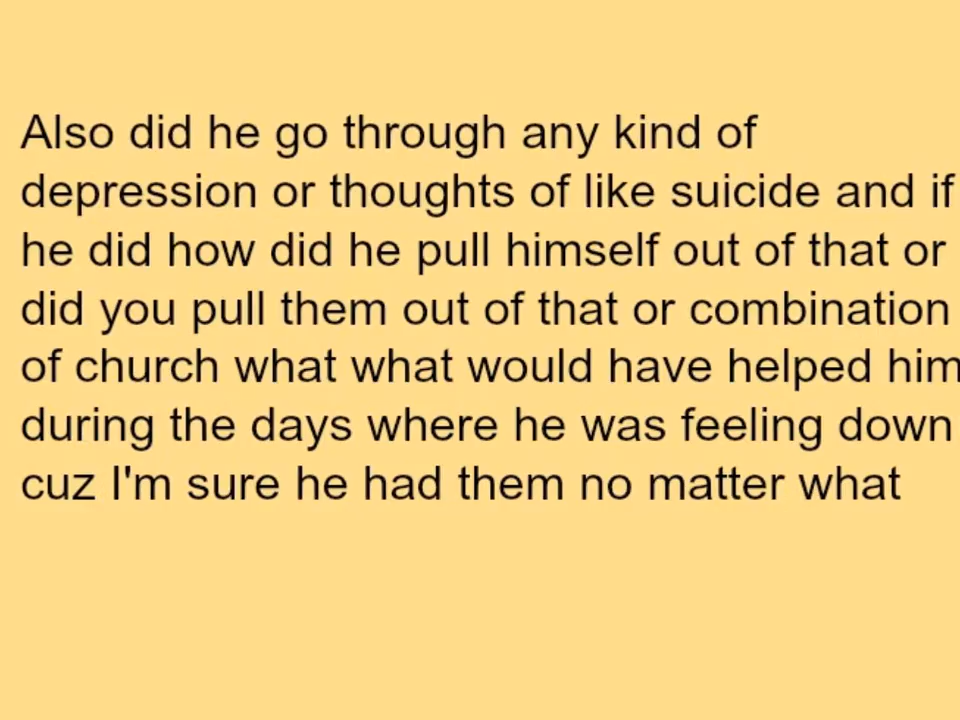 Also did he go through any kind of
depression or thoughts of like suicide and if
he did how did he pull himself out of that or
did you pull them out of that or combination
of church what what would have helped him
during the days where he was feeling down
cuz I'm sure he had them no matter what